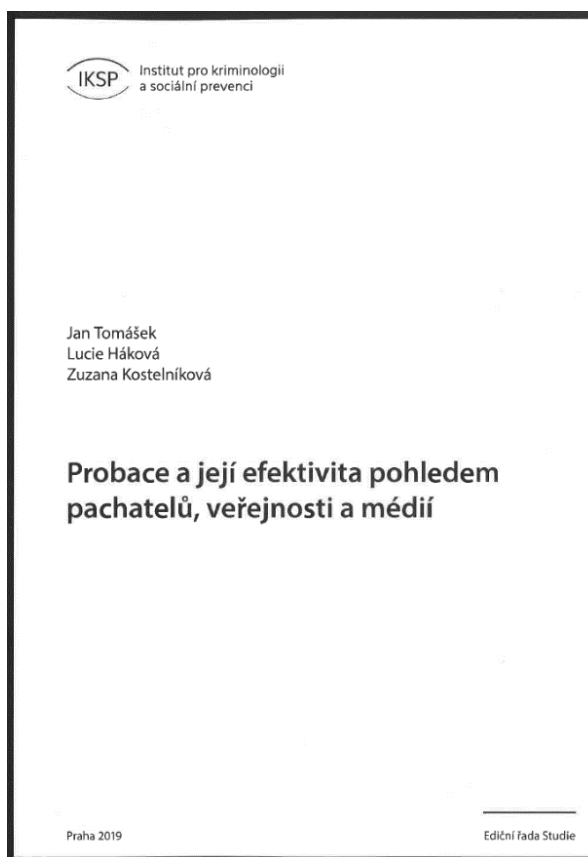 IKSP
Institut pro kriminologii
a sociální prevenci
Jan Tomášek
Lucie Háková
Zuzana Kostelníková
Probace a její efektivita pohledem
pachatelů, veřejnosti a médií
Praha 2019
Ediční řada Studie